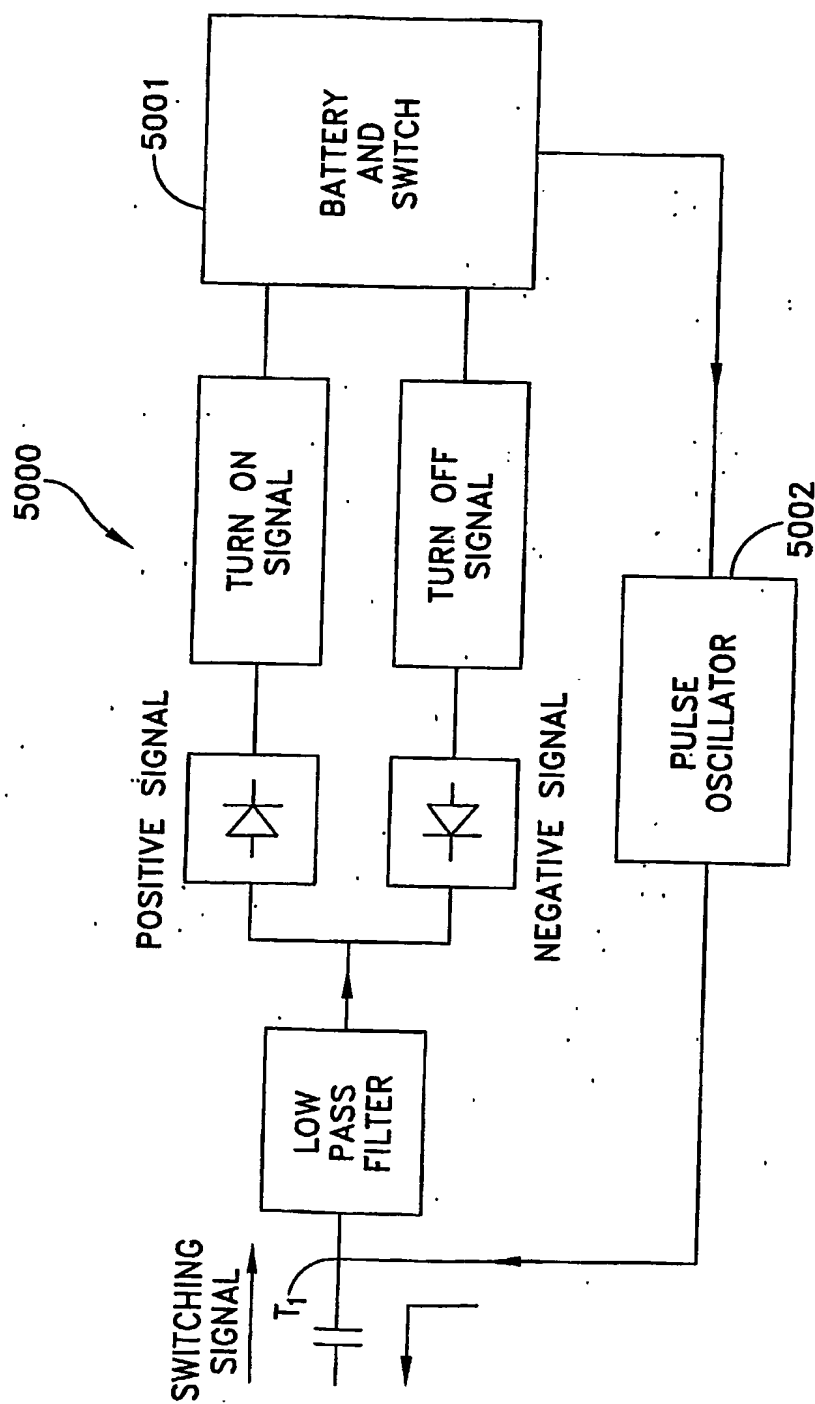 5000
5001
SWITCHING
SIGNAL
T1
LOW
PASS
FILTER
POSITIVE SIGNAL
TURN ON
SIGNAL
BATTERY
AND
SWITCH
TURN OFF
SIGNAL
NEGATIVE SIGNAL
PULSE
OSCILLATOR
5002